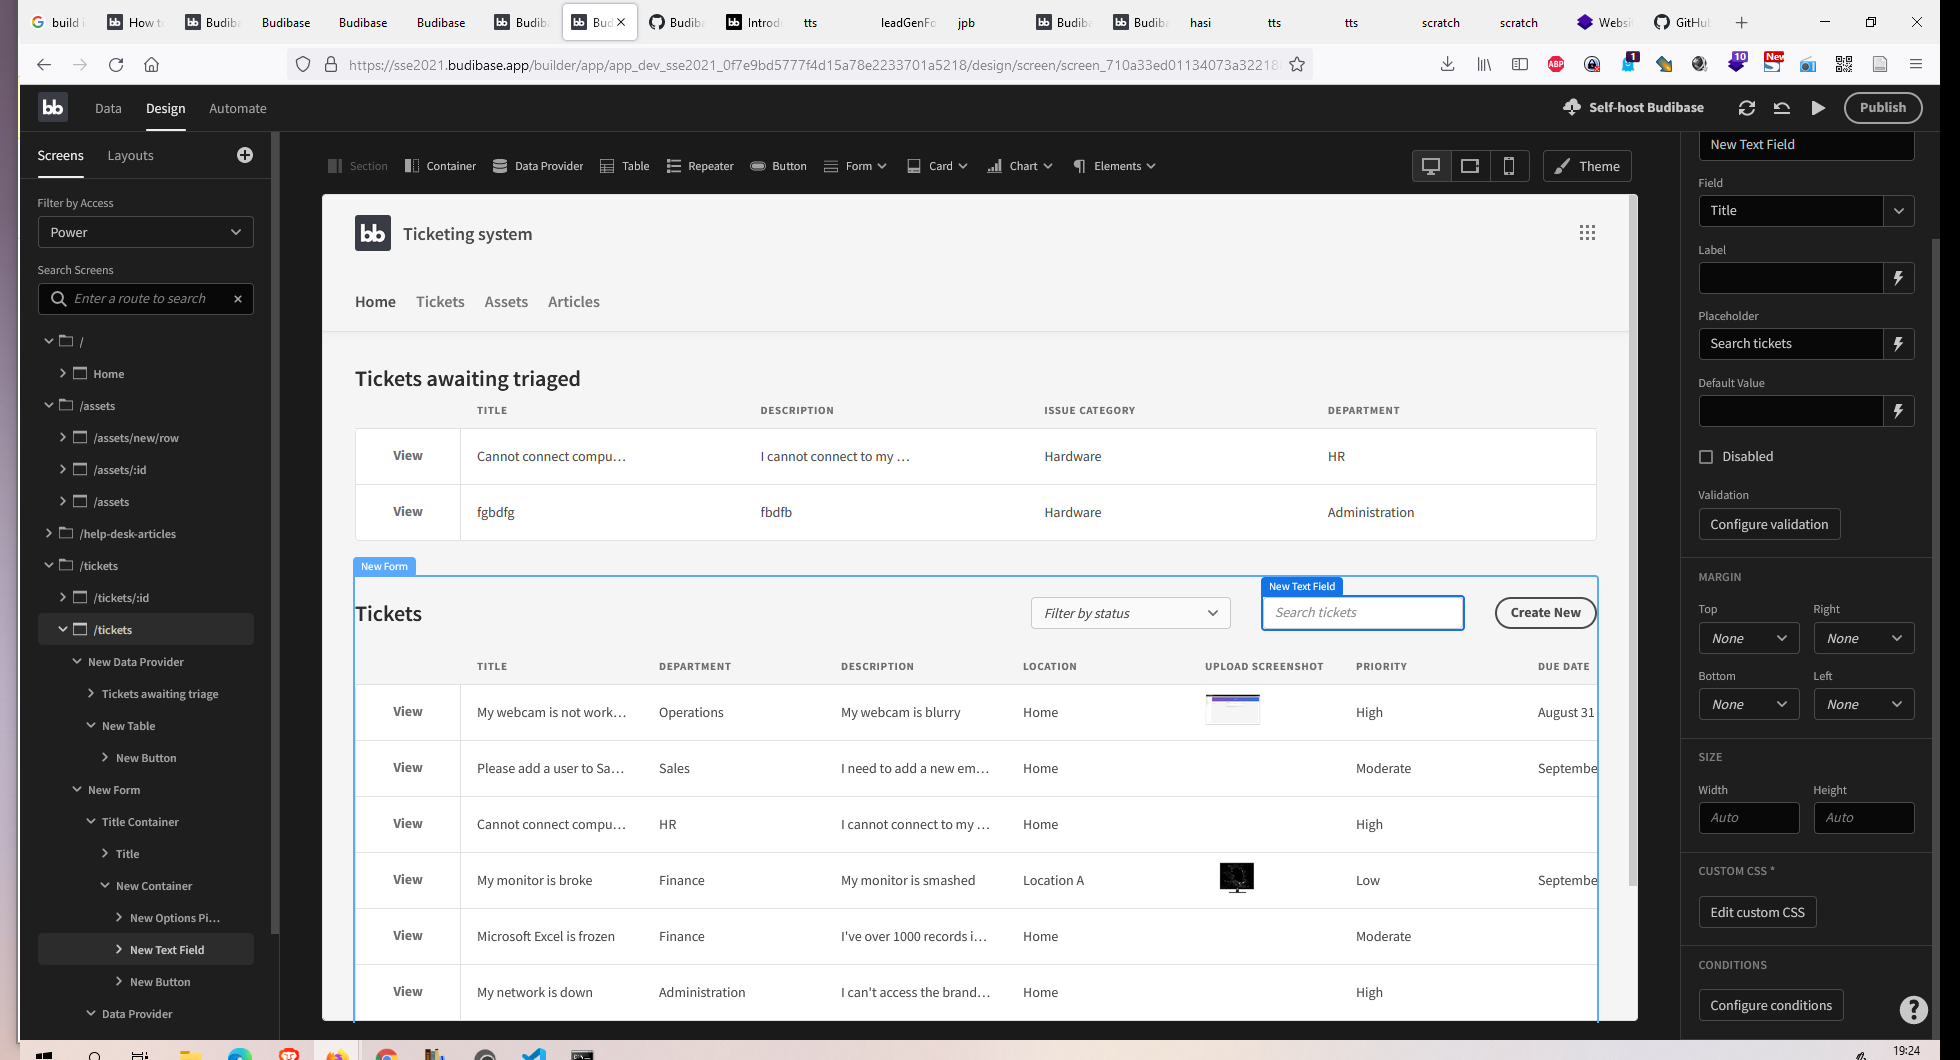 build
How t
Budib
Budibase
Budibase
Budibase
Budib
Bud
Budib
Introd
tts
leadGenFo
jpb
Budib
Budiba
hasi
tts
tts
scratch
scratch
Websi
GitHu
https://sse2021.budibase.app/builder/app/app_dev_sse2021_0f7e9bd5777f4d15a78e2233701a5218/design/screen/screen_710a33ed01134073a32218
ABP
1
10
New
bb
Data
Design
Automate
Self-host Budibase
Publish
Screens
Layouts
Filter by Access
Power
Search Screens
Enter a route to search
/
Home
/assets
/assets/new/row
/assets/:id
/assets
/help-desk-articles
/tickets
/tickets/:id
/tickets
New Data Provider
Tickets awaiting triage
New Table
New Button
New Form
Title Container
Title
New Container
New Options Pi...
New Text Field
New Button
Data Provider
Section
Container
Data Provider
Table
Repeater
Button
Form
Card
Chart
Elements
Theme
bb Ticketing system
Home Tickets Assets Articles
Tickets awaiting triaged
TITLE DESCRIPTION ISSUE CATEGORY DEPARTMENT
View Cannot connect compu... I cannot connect to my ... Hardware HR
View fgbdfg fbdfb Hardware Administration
New Form
New Text Field
Tickets Filter by status Search tickets Create New
TITLE DEPARTMENT DESCRIPTION LOCATION UPLOAD SCREENSHOT PRIORITY DUE DATE
View My webcam is not work... Operations My webcam is blurry Home High August 31
View Please add a user to Sa... Sales I need to add a new em... Home Moderate Septembe
View Cannot connect compu... HR I cannot connect to my ... Home High
View My monitor is broke Finance My monitor is smashed Location A Low Septembe
View Microsoft Excel is frozen Finance I've over 1000 records i... Home Moderate
View My network is down Administration I can't access the brand... Home High
New Text Field
Field
Title
Label
Placeholder
Search tickets
Default Value
Disabled
Validation
Configure validation
MARGIN
Top Right
None None
Bottom Left
None None
SIZE
Width Height
Auto Auto
CUSTOM CSS *
Edit custom CSS
CONDITIONS
Configure conditions
?
19:24